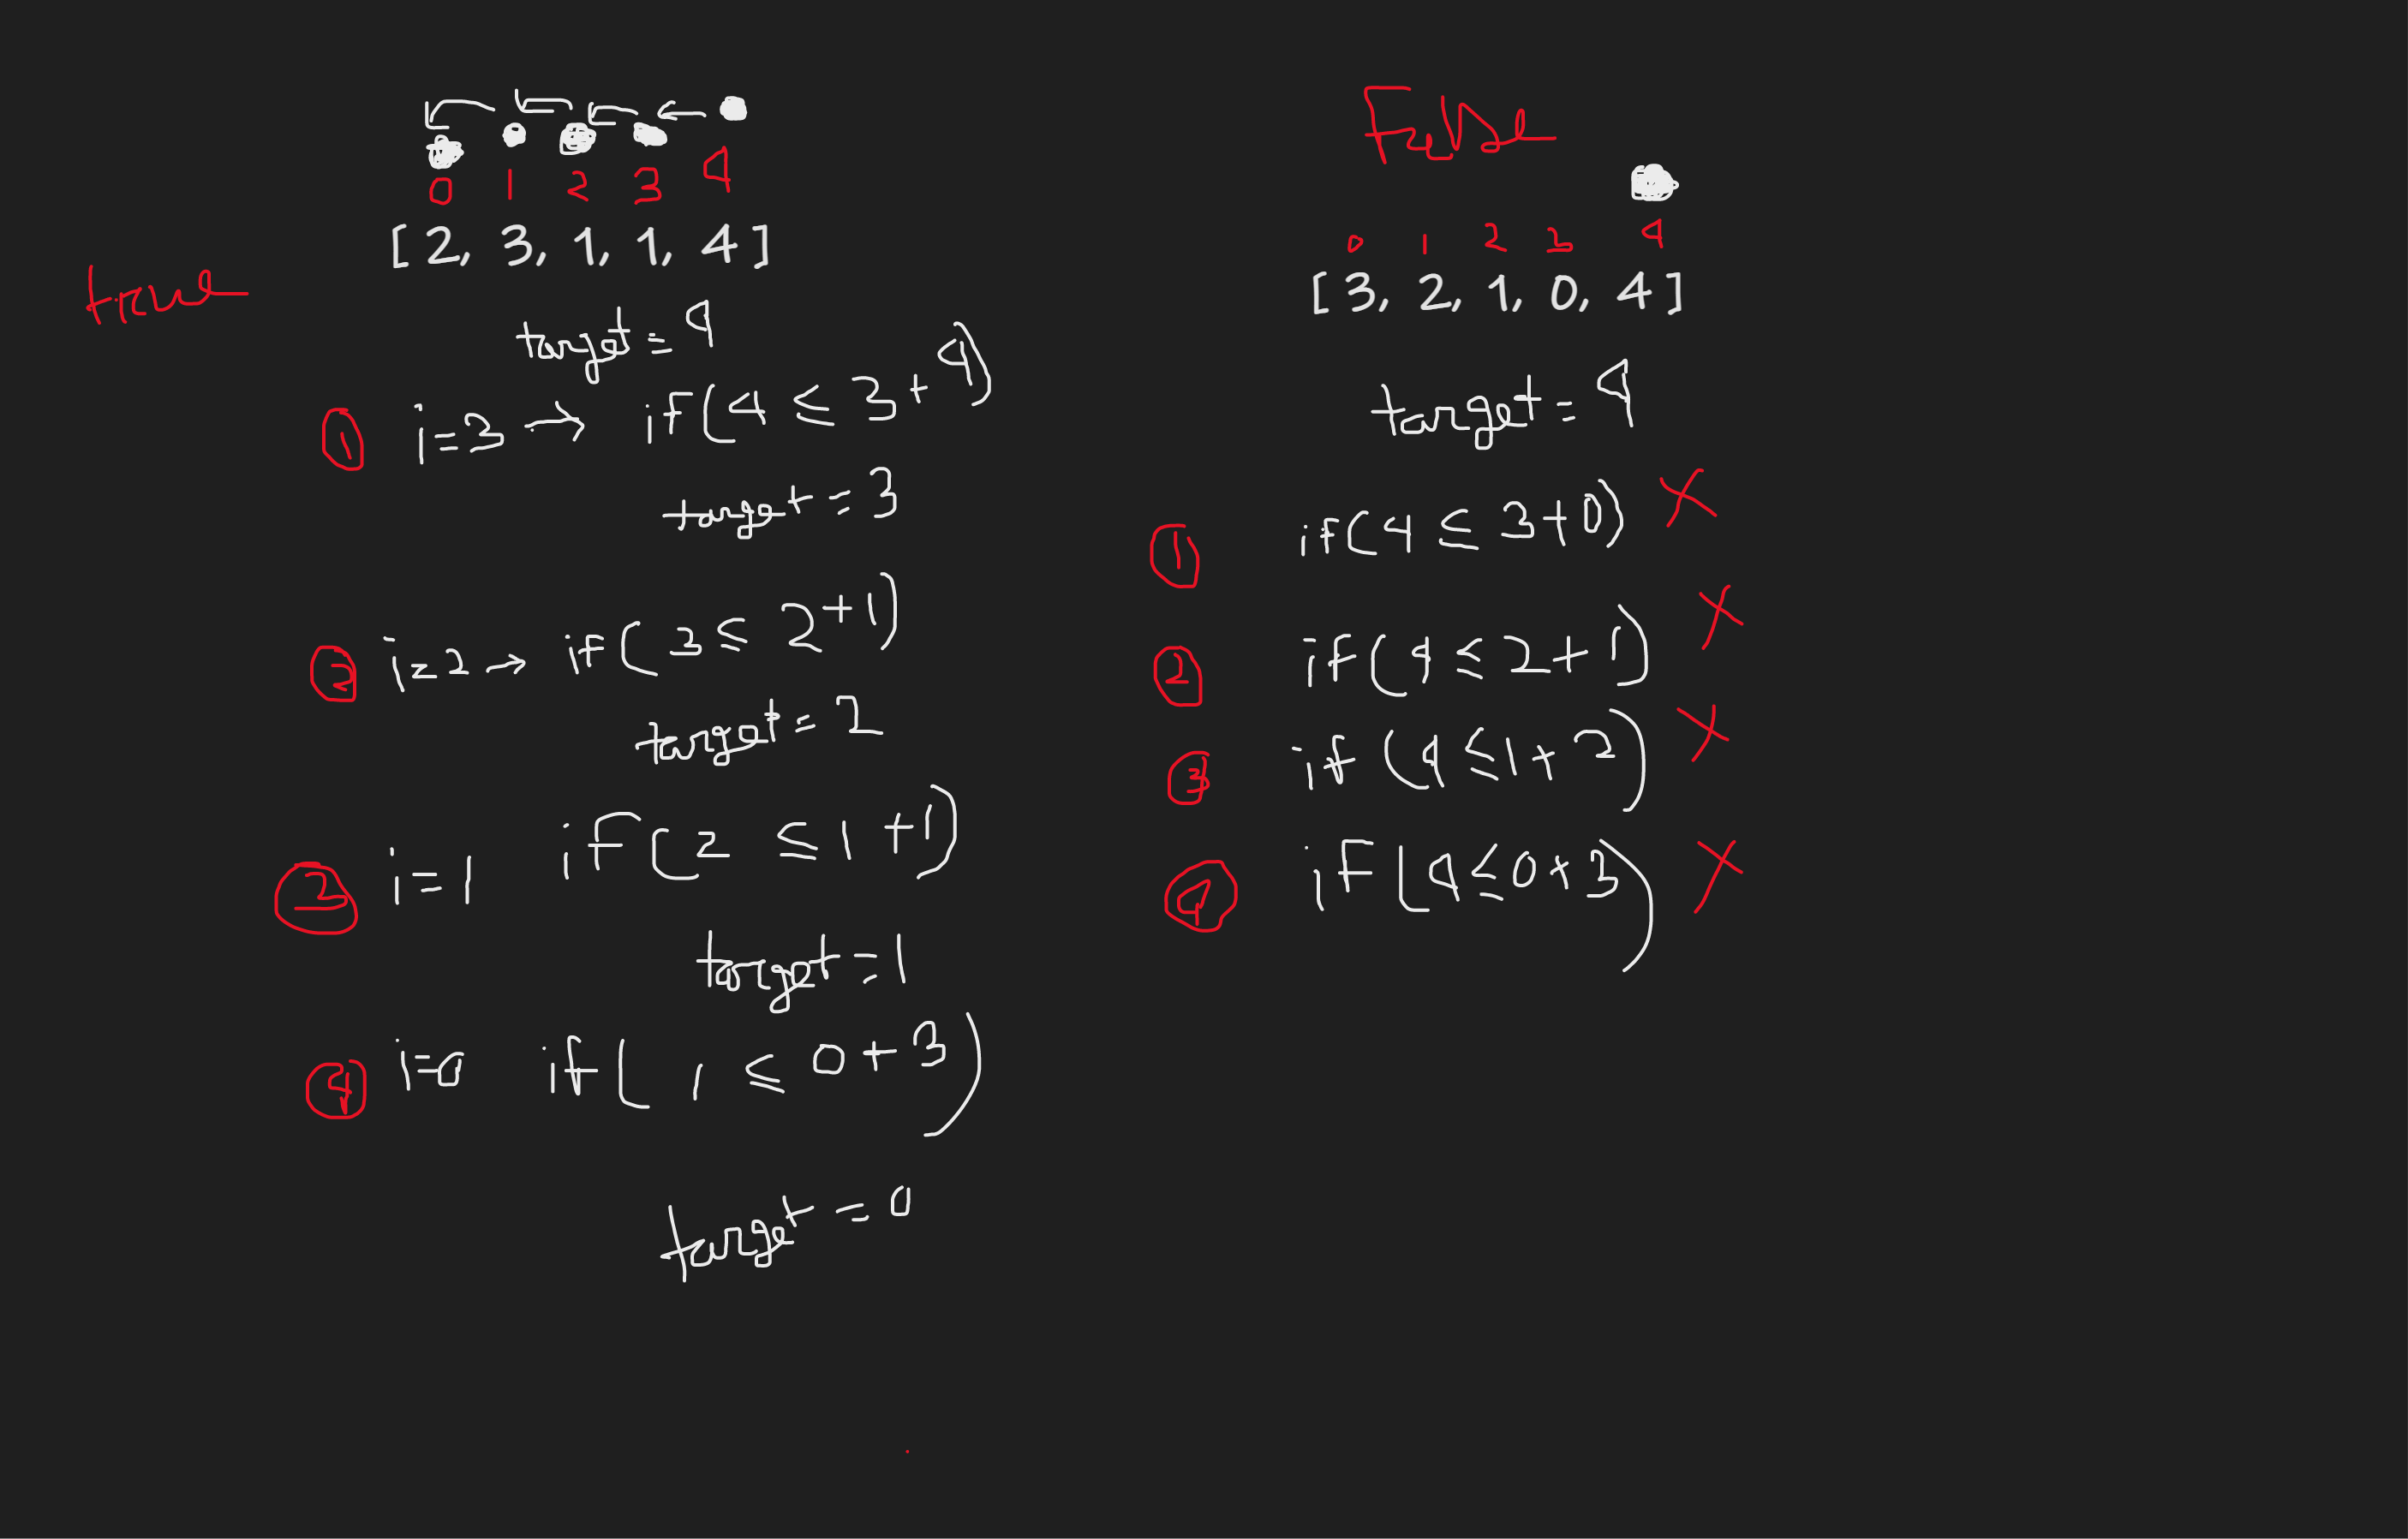 0 1 2 3 4
[2, 3, 1, 1, 4]
true
target = 4
① i=3 → if(4 ≤ 3+4)
target = 3
② i=2 → if(3 ≤ 2+1)
target = 2
③ i=1 if(2 ≤ 1+1)
target = 1
④ i=0 if(1 ≤ 0+3)
target = 0
False
0 1 2 3 4
[3, 2, 1, 0, 4]
target = 4
① if(4 ≤ 3+0) X
② if(4 ≤ 2+1) X
③ if(4 ≤ 1+2) X
④ if(4 ≤ 0+3) X